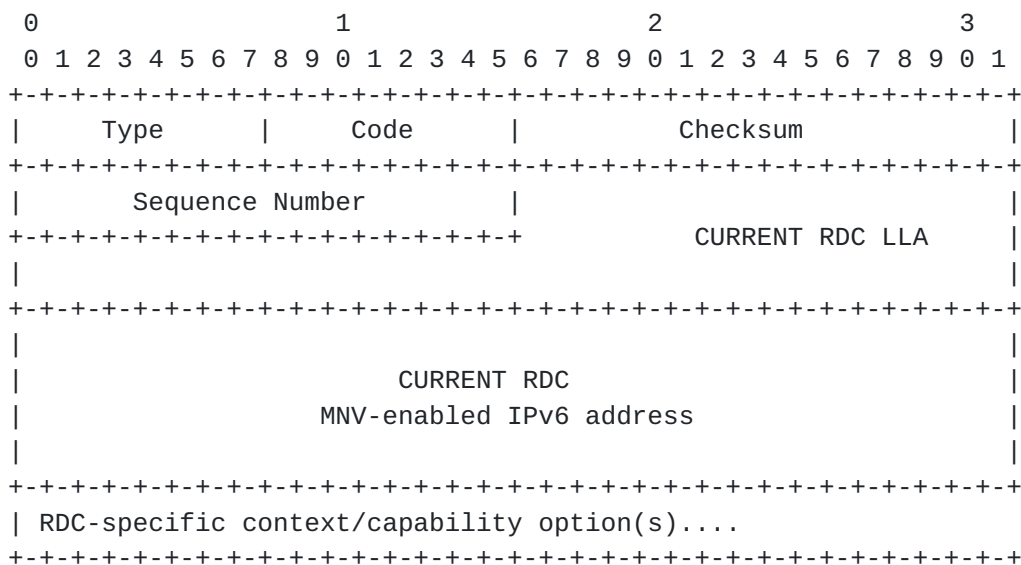 0                   1                   2                   3
 0 1 2 3 4 5 6 7 8 9 0 1 2 3 4 5 6 7 8 9 0 1 2 3 4 5 6 7 8 9 0 1
+-+-+-+-+-+-+-+-+-+-+-+-+-+-+-+-+-+-+-+-+-+-+-+-+-+-+-+-+-+-+-+-+
|     Type      |     Code      |          Checksum             |
+-+-+-+-+-+-+-+-+-+-+-+-+-+-+-+-+-+-+-+-+-+-+-+-+-+-+-+-+-+-+-+-+
|       Sequence Number         |                               |
+-+-+-+-+-+-+-+-+-+-+-+-+-+-+-+-+           CURRENT RDC LLA     |
|                                                               |
+-+-+-+-+-+-+-+-+-+-+-+-+-+-+-+-+-+-+-+-+-+-+-+-+-+-+-+-+-+-+-+-+
|                                                               |
|                        CURRENT RDC                            |
|                   MNV-enabled IPv6 address                    |
|                                                               |
+-+-+-+-+-+-+-+-+-+-+-+-+-+-+-+-+-+-+-+-+-+-+-+-+-+-+-+-+-+-+-+-+
| RDC-specific context/capability option(s)....
+-+-+-+-+-+-+-+-+-+-+-+-+-+-+-+-+-+-+-+-+-+-+-+-+-+-+-+-+-+-+-+-+